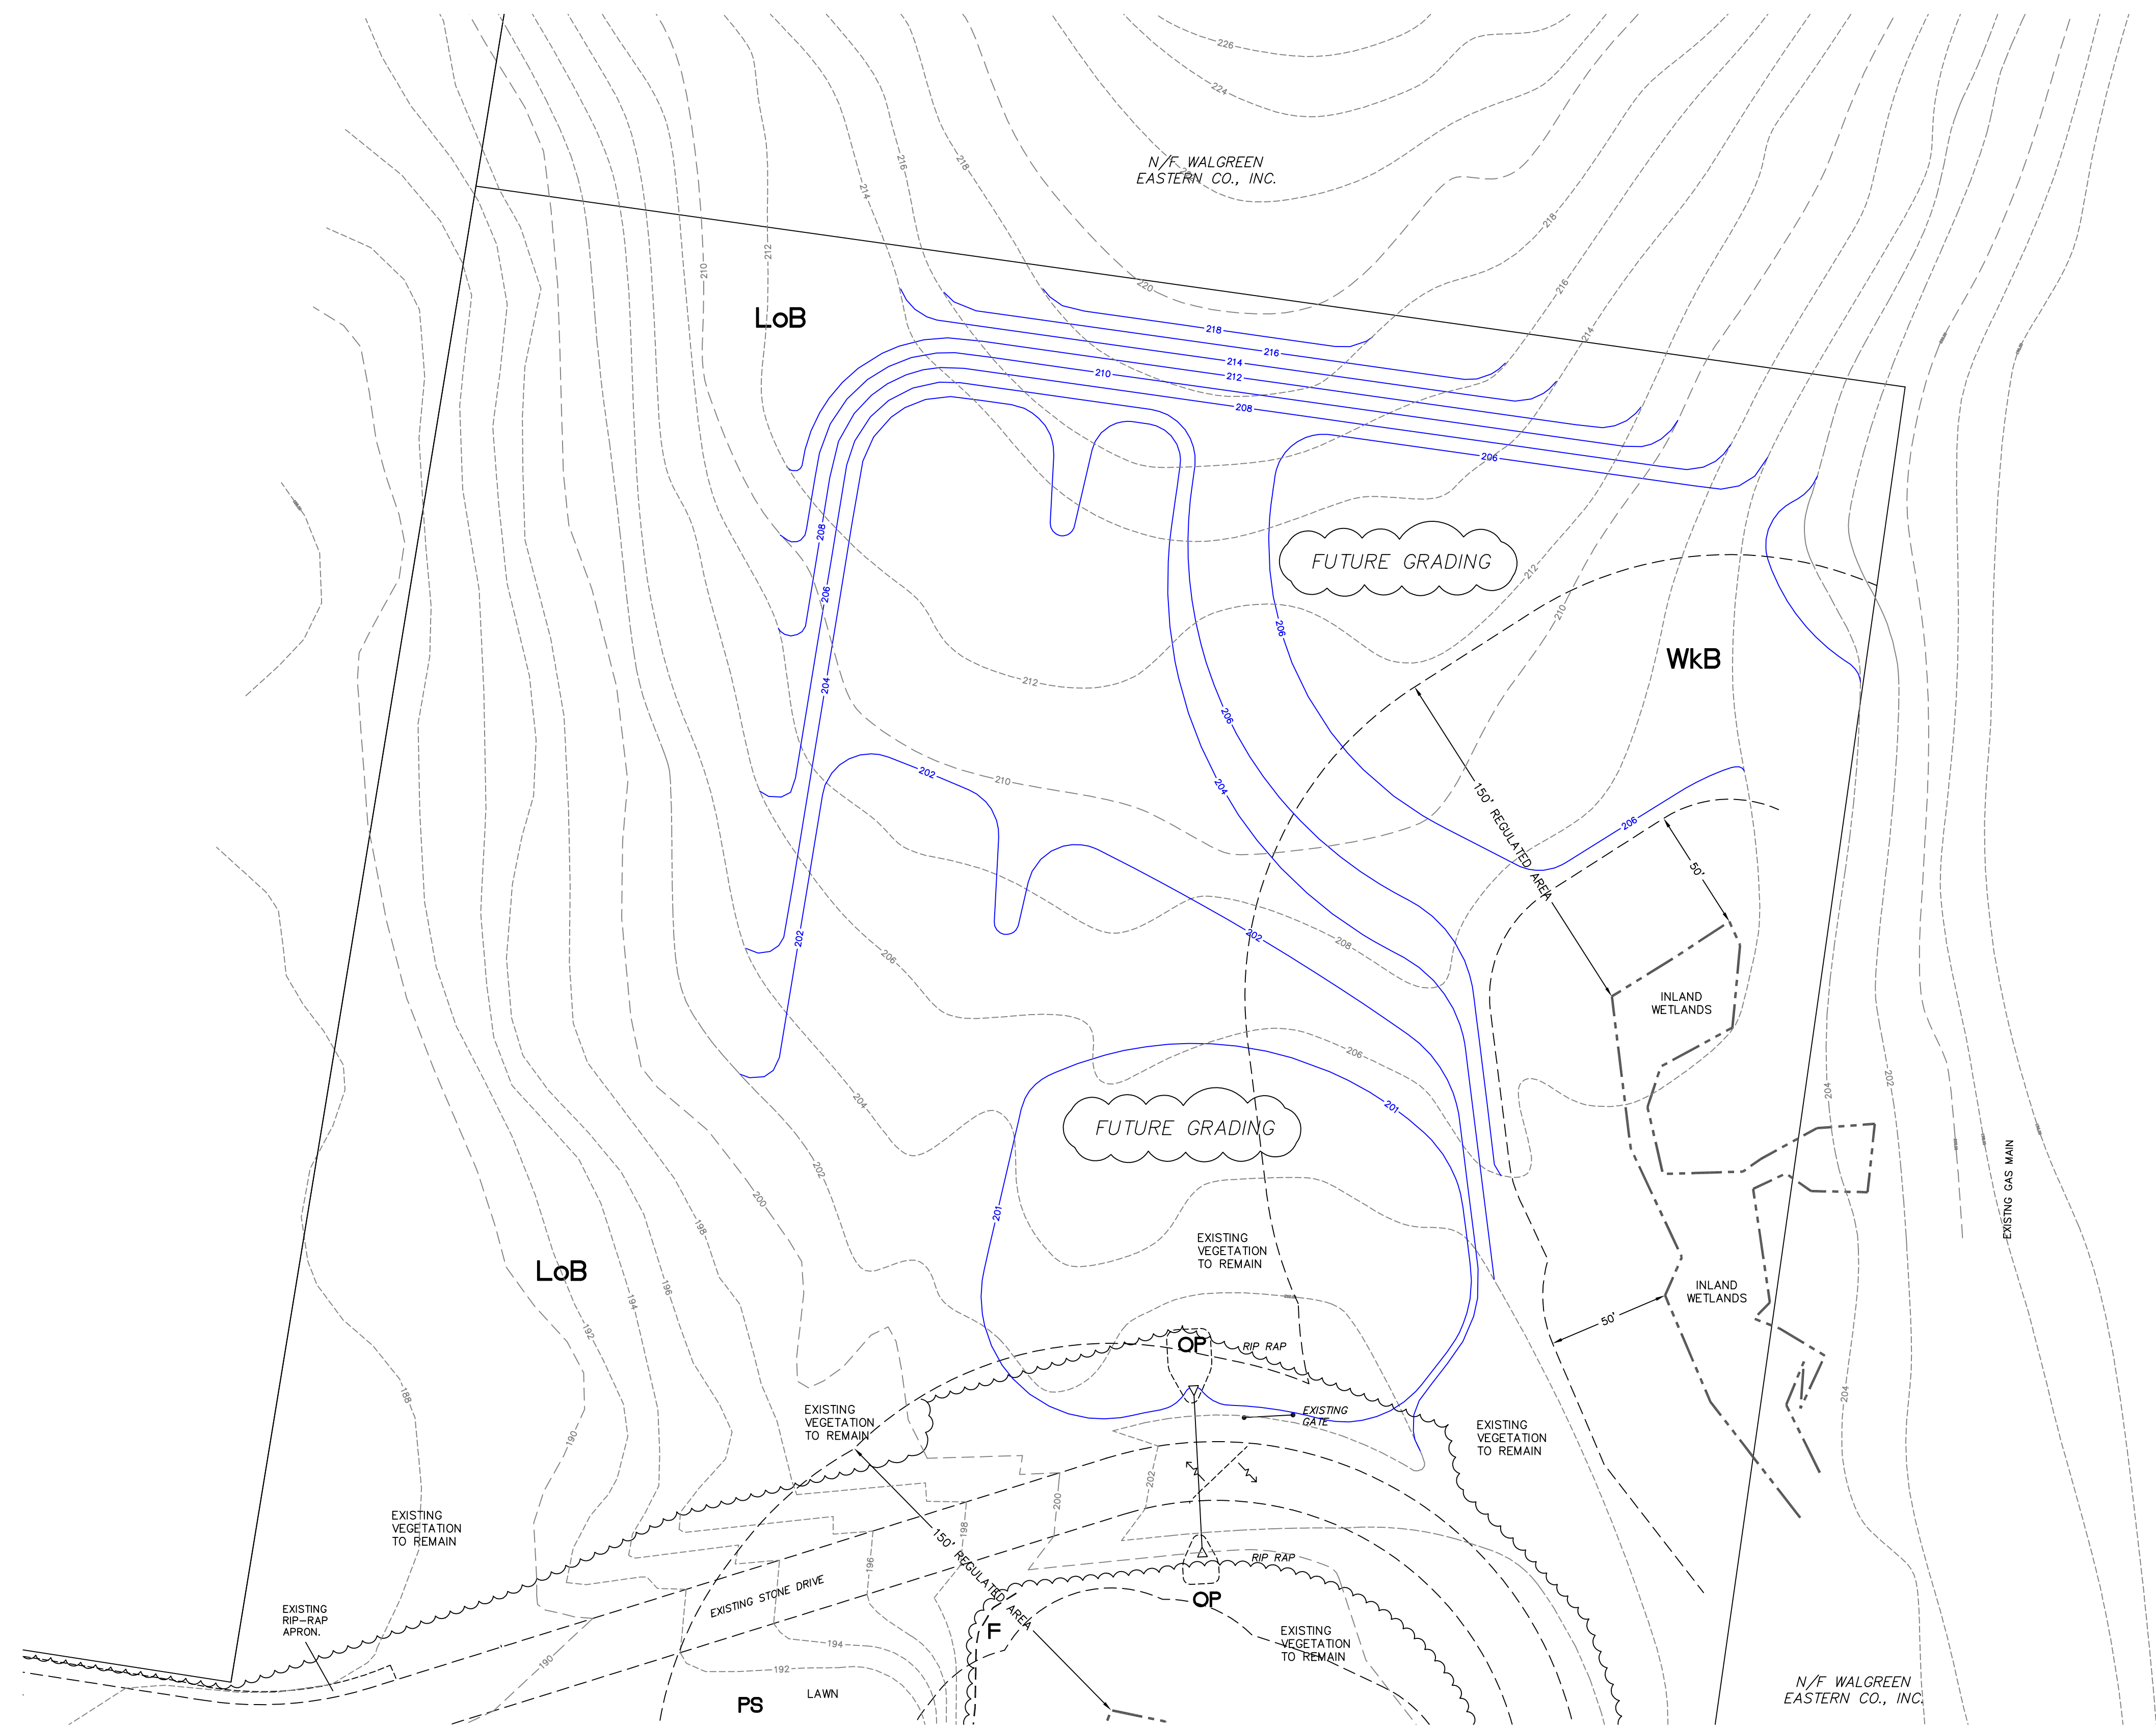 226
224
N/F WALGREEN
EASTERN CO., INC.
216
218
214
218
212
210
220
216
LoB
218
214
216
214
210
212
208
206
208
FUTURE GRADING
212
206
210
206
WkB
204
212
206
202
210
204
150' REGULATED AREA
206
50'
202
202
208
206
INLAND
WETLANDS
206
204
201
202
204
FUTURE GRADING
EXISTNG GAS MAIN
202
200
201
198
EXISTING
VEGETATION
TO REMAIN
LoB
196
194
192
INLAND
WETLANDS
50'
OP
RIP RAP
188
204
EXISTING
VEGETATION
TO REMAIN
EXISTING
GATE
EXISTING
VEGETATION
TO REMAIN
190
202
200
EXISTING
VEGETATION
TO REMAIN
198
150' REGULATED AREA
RIP RAP
196
EXISTING STONE DRIVE
OP
EXISTING
RIP-RAP
APRON.
F
EXISTING
VEGETATION
TO REMAIN
194
190
192
LAWN
PS
N/F WALGREEN
EASTERN CO., INC.